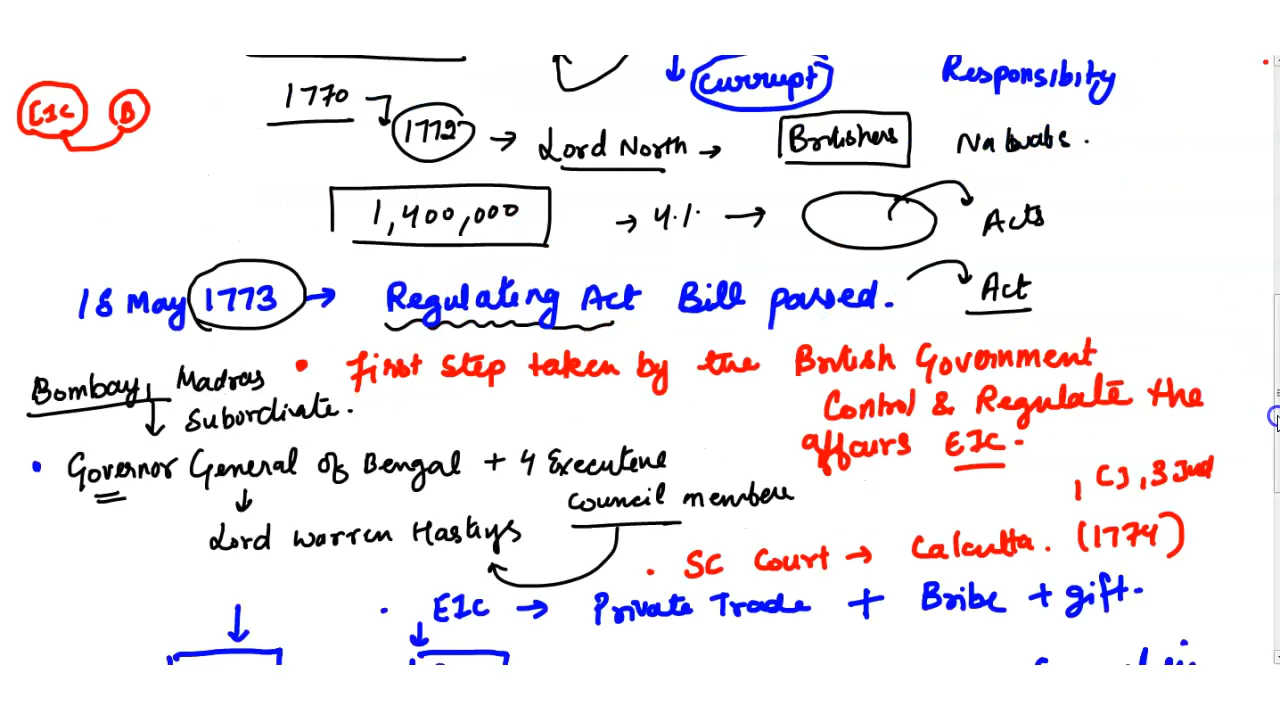 Currupt Responsibity
EIC B
1770
1772 → Lord North → Britishers Nawabs.
1,400,000 → 4% → Acts
18 May 1773 → Regulating Act Bill passed. Act
Bombay, Madras
Subordinate.
• first step taken by the British Government
Control & Regulate the
affairs EIC.
• Governor General of Bengal + 4 Executive
Council members
Lord Warren Hastings
1 CJ, 3 Jud
• SC Court → Calcutta. (1774)
• EIC → Private Trade + Bribe + gift.